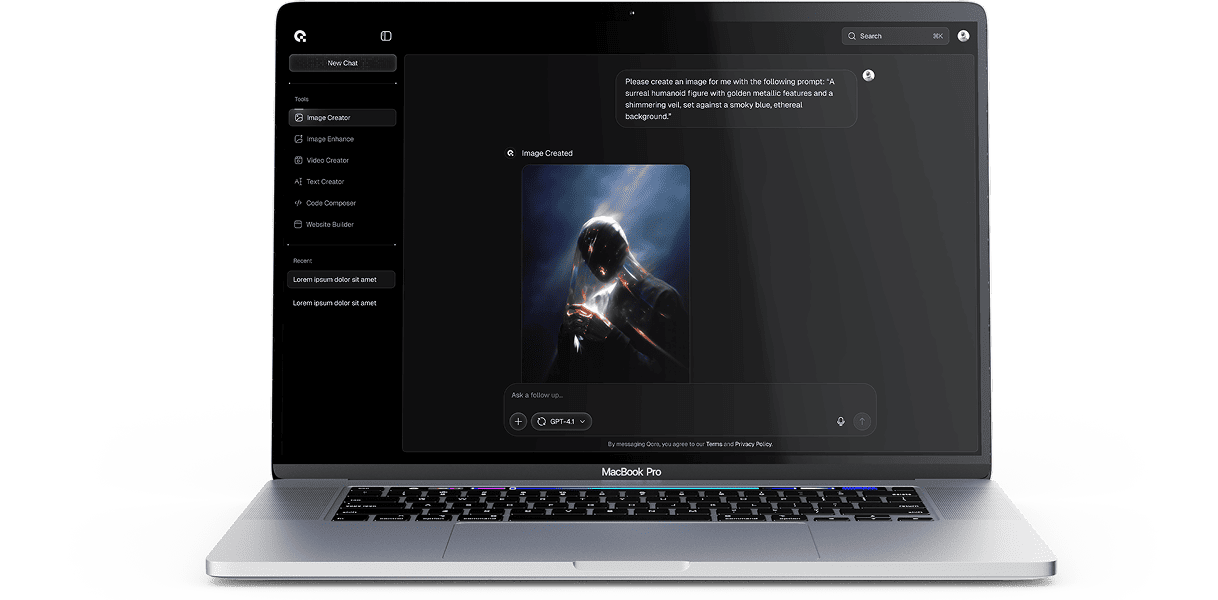 Search
⌘K
New Chat
Tools
Image Creator
Image Enhance
Video Creator
Text Creator
Code Composer
Website Builder
Recent
Lorem ipsum dolor sit amet
Lorem ipsum dolor sit amet
Please create an image for me with the following prompt: “A
surreal humanoid figure with golden metallic features and a
shimmering veil, set against a smoky blue, ethereal
background.”
Image Created
Ask a follow up...
GPT-4.1
By messaging Qore, you agree to our Terms and Privacy Policy.
MacBook Pro